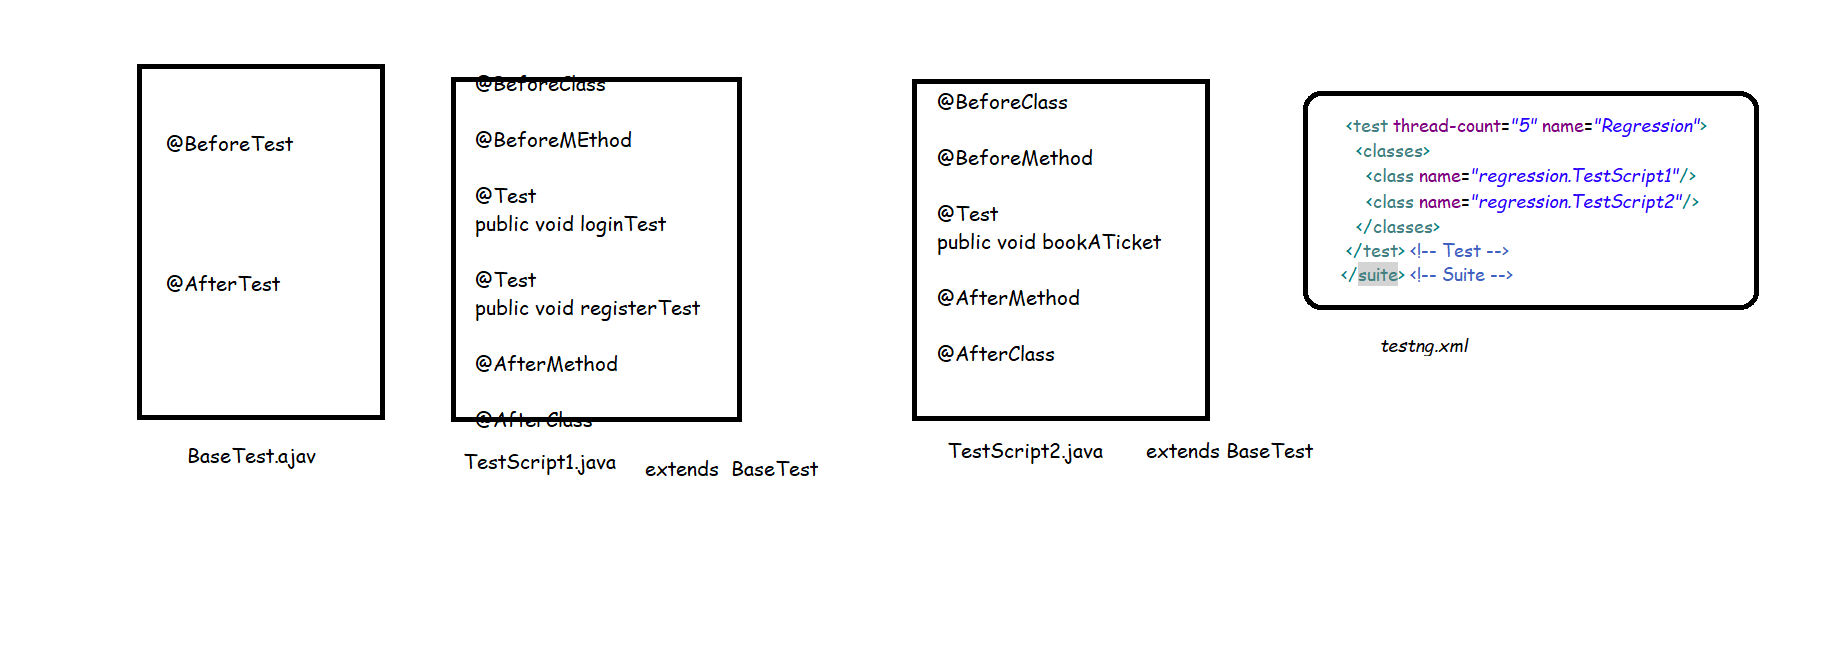 @BeforeTest
@AfterTest
BaseTest.ajav
@BeforeClass
@BeforeMEthod
@Test
public void loginTest
@Test
public void registerTest
@AfterMethod
@AfterClass
TestScript1.java
extends BaseTest
@BeforeClass
@BeforeMethod
@Test
public void bookATicket
@AfterMethod
@AfterClass
TestScript2.java
extends BaseTest
<test thread-count="5" name="Regression">
<classes>
<class name="regression.TestScript1"/>
<class name="regression.TestScript2"/>
</classes>
</test> <!-- Test -->
</suite> <!-- Suite -->
testng.xml